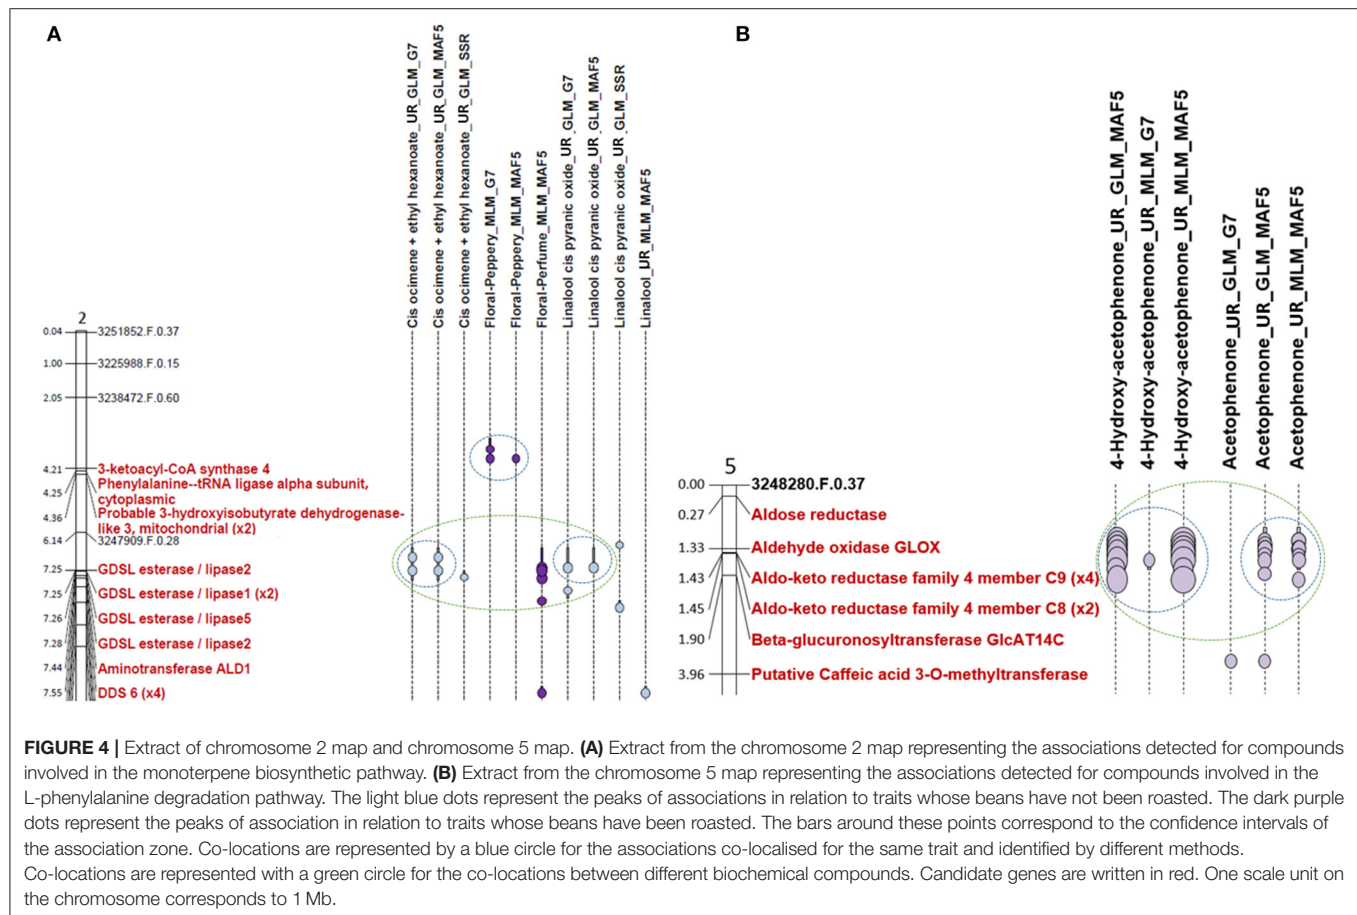 A
Cis ocimene + ethyl hexanoate_UR_GLM_G7
Cis ocimene + ethyl hexanoate_UR_GLM_MAF5
Cis ocimene + ethyl hexanoate_UR_GLM_SSR
Floral-Peppery_MLM_G7
Floral-Peppery_MLM_MAF5
Floral-Perfume_MLM_MAF5
Linalool cis pyranic oxide_UR_GLM_G7
Linalool cis pyranic oxide_UR_GLM_MAF5
Linalool cis pyranic oxide_UR_GLM_SSR
Linalool_UR_MLM_MAF5
2
0.04 3251852.F.0.37
1.00 3225988.F.0.15
2.05 3238472.F.0.60
4.21 3-ketoacyl-CoA synthase 4
4.25 Phenylalanine--tRNA ligase alpha subunit,
cytoplasmic
4.36 Probable 3-hydroxyisobutyrate dehydrogenase-
like 3, mitochondrial (x2)
6.14 3247909.F.0.28
7.25 GDSL esterase / lipase2
7.25 GDSL esterase / lipase1 (x2)
7.26 GDSL esterase / lipase5
7.28 GDSL esterase / lipase2
7.44 Aminotransferase ALD1
7.55 DDS 6 (x4)
B
4-Hydroxy-acetophenone_UR_GLM_MAF5
4-Hydroxy-acetophenone_UR_MLM_G7
4-Hydroxy-acetophenone_UR_MLM_MAF5
Acetophenone_UR_GLM_G7
Acetophenone_UR_GLM_MAF5
Acetophenone_UR_MLM_MAF5
5
0.00 3248280.F.0.37
0.27 Aldose reductase
1.33 Aldehyde oxidase GLOX
1.43 Aldo-keto reductase family 4 member C9 (x4)
1.45 Aldo-keto reductase family 4 member C8 (x2)
1.90 Beta-glucuronosyltransferase GlcAT14C
3.96 Putative Caffeic acid 3-O-methyltransferase
FIGURE 4 | Extract of chromosome 2 map and chromosome 5 map. (A) Extract from the chromosome 2 map representing the associations detected for compounds
involved in the monoterpene biosynthetic pathway. (B) Extract from the chromosome 5 map representing the associations detected for compounds involved in the
L-phenylalanine degradation pathway. The light blue dots represent the peaks of associations in relation to traits whose beans have not been roasted. The dark purple
dots represent the peaks of association in relation to traits whose beans have been roasted. The bars around these points correspond to the confidence intervals of
the association zone. Co-locations are represented by a blue circle for the associations co-localised for the same trait and identified by different methods.
Co-locations are represented with a green circle for the co-locations between different biochemical compounds. Candidate genes are written in red. One scale unit on
the chromosome corresponds to 1 Mb.